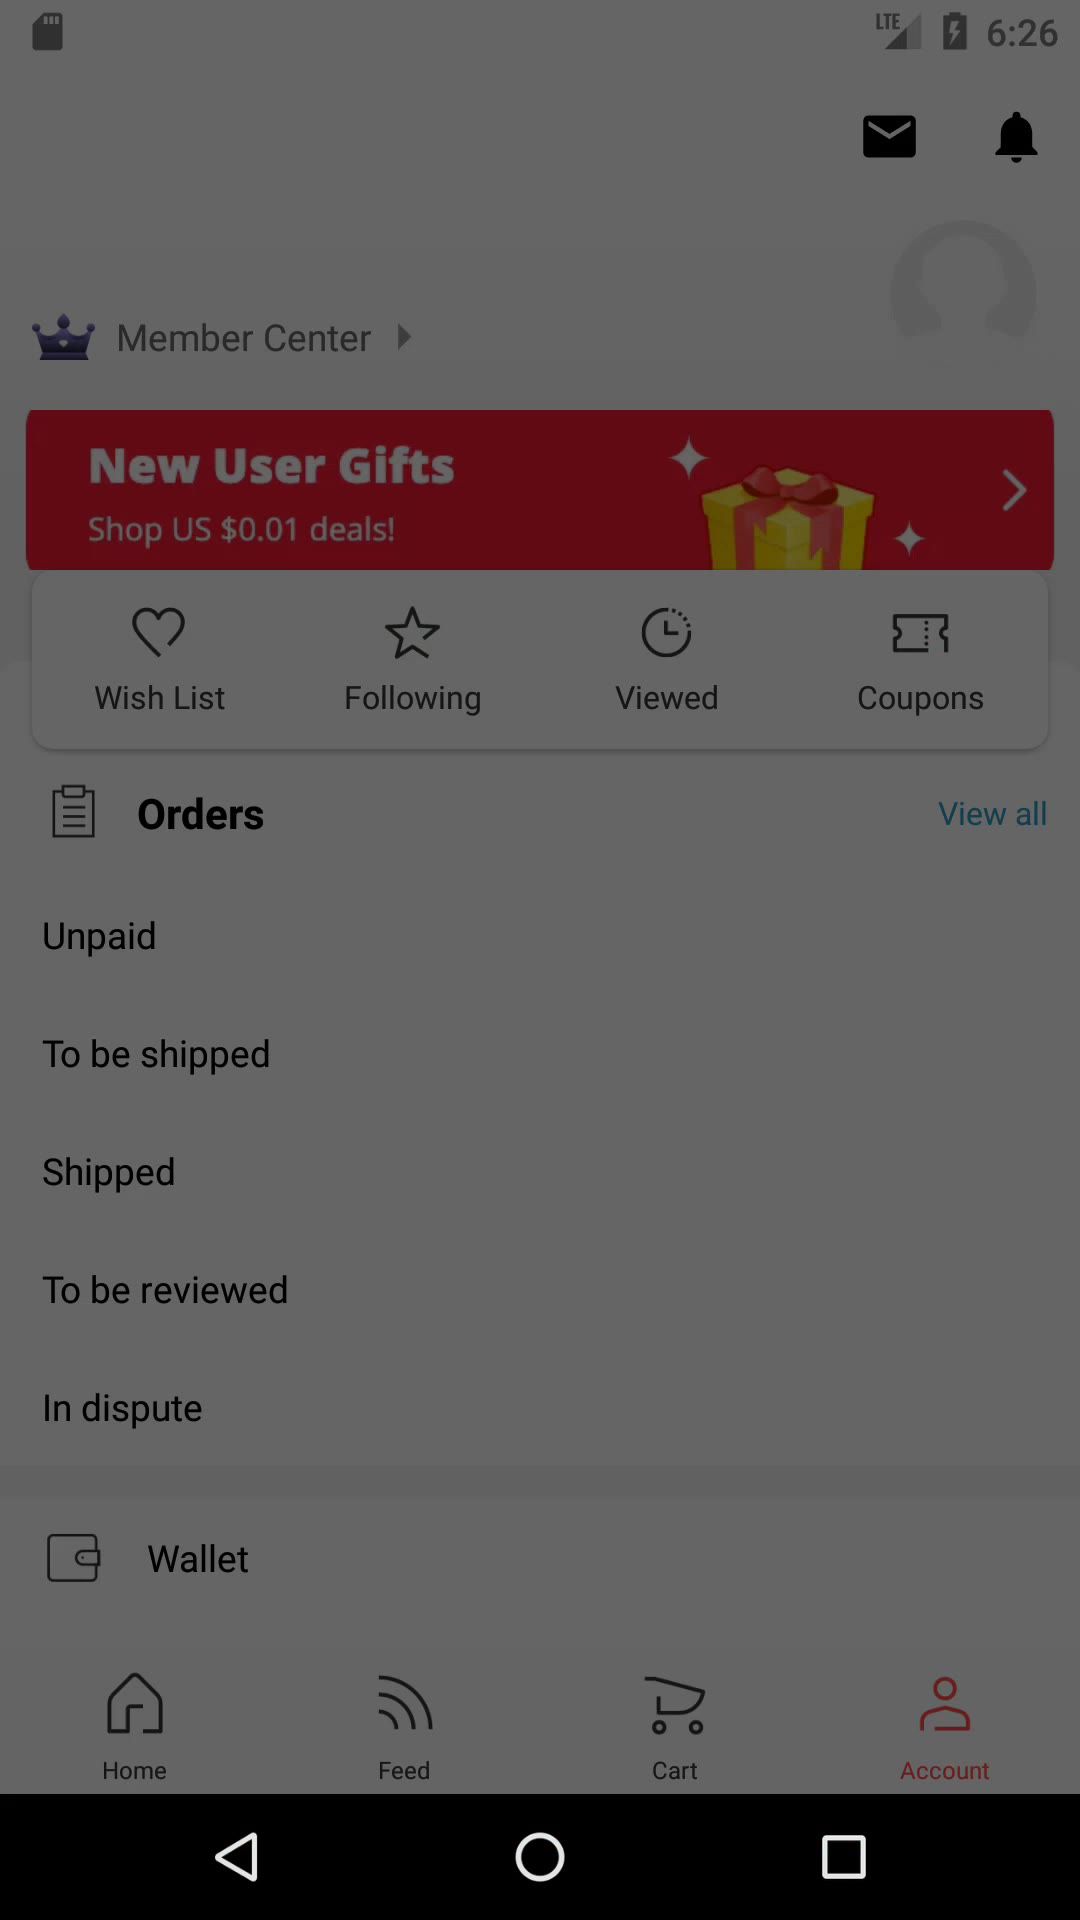 LTE 6:26
Member Center
New User Gifts
Shop US $0.01 deals!
Wish List Following Viewed Coupons
Orders View all
Unpaid
To be shipped
Shipped
To be reviewed
In dispute
Wallet
Home Feed Cart Account